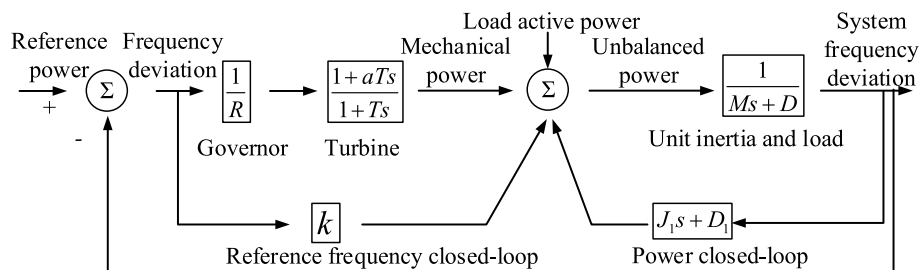 Load active power
System
frequency
deviation
Reference
power
Frequency
deviation
Mechanical
power
Unbalanced
power
+
-
Σ
1
R
1+aTs
1+Ts
Σ
1
Ms+D
Governor
Turbine
Unit inertia and load
k
J₁s+D₁
Reference frequency closed-loop
Power closed-loop